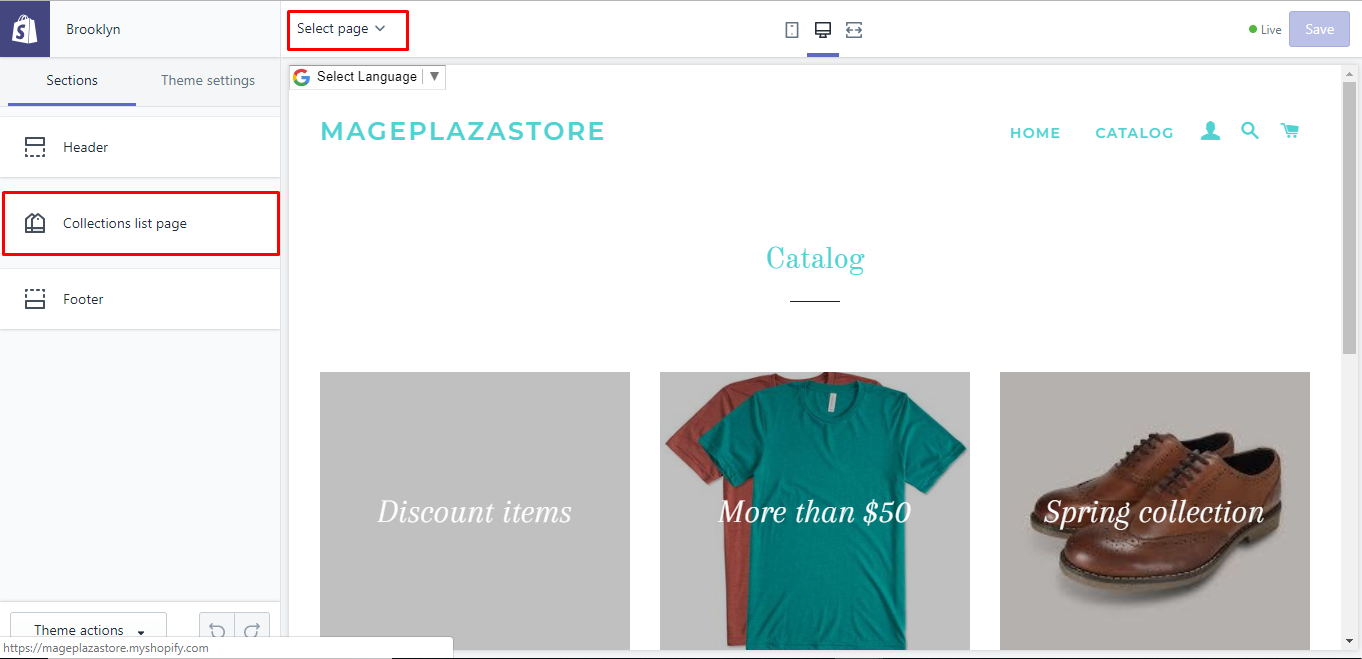 Brooklyn
Select page
Live
Save
Sections
Theme settings
Header
Collections list page
Footer
Theme actions
https://mageplazastore.myshopify.com
Select Language
MAGEPLAZASTORE
HOME
CATALOG
Catalog
Discount items
More than $50
Spring collection